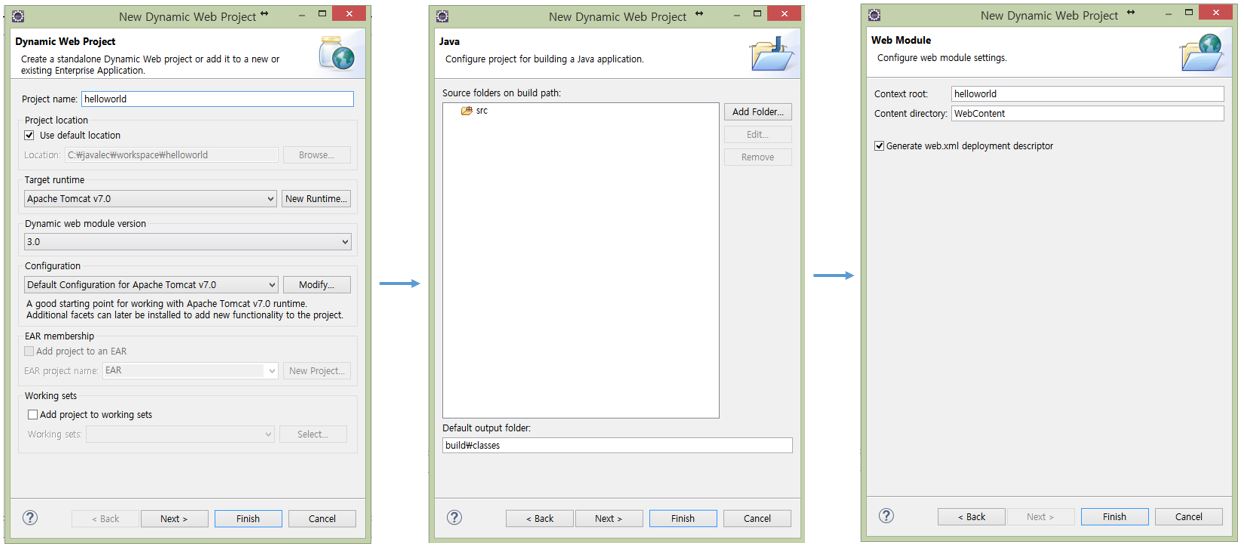 New Dynamic Web Project
Dynamic Web Project
Create a standalone Dynamic Web project or add it to a new or
existing Enterprise Application.
Project name: helloworld
Project location
Use default location
Location: C:₩javalec₩workspace₩helloworld Browse...
Target runtime
Apache Tomcat v7.0 New Runtime...
Dynamic web module version
3.0
Configuration
Default Configuration for Apache Tomcat v7.0 Modify...
A good starting point for working with Apache Tomcat v7.0 runtime.
Additional facets can later be installed to add new functionality to the project.
EAR membership
Add project to an EAR
EAR project name: EAR New Project...
Working sets
Add project to working sets
Working sets: Select...
? < Back Next > Finish Cancel
New Dynamic Web Project
Java
Configure project for building a Java application.
Source folders on build path:
src
Add Folder...
Edit...
Remove
Default output folder:
build₩classes
? < Back Next > Finish Cancel
New Dynamic Web Project
Web Module
Configure web module settings.
Context root: helloworld
Content directory: WebContent
Generate web.xml deployment descriptor
? < Back Next > Finish Cancel